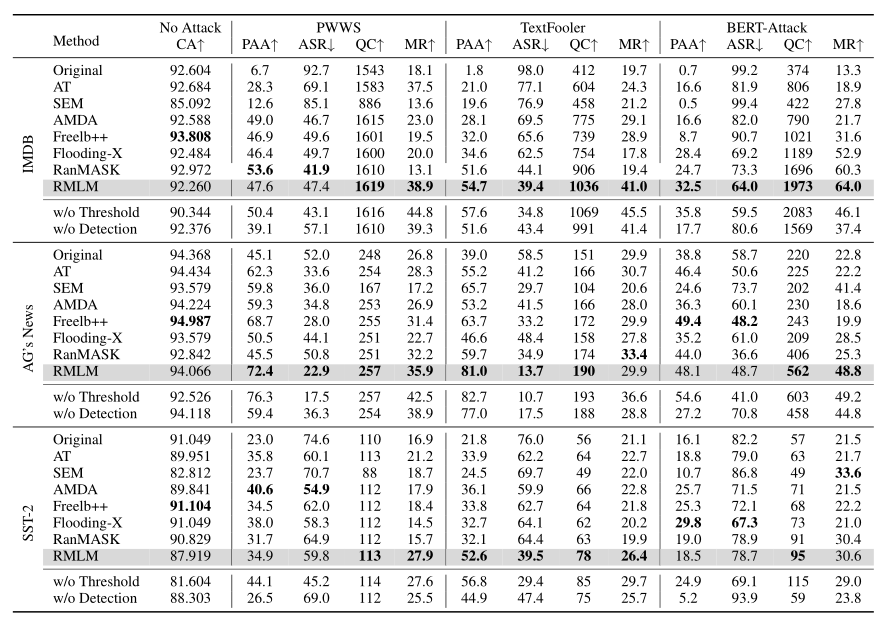 No Attack PWWS TextFooler BERT-Attack
Method CA↑ PAA↑ ASR↓ QC↑ MR↑ PAA↑ ASR↓ QC↑ MR↑ PAA↑ ASR↓ QC↑ MR↑
IMDB
Original 92.604 6.7 92.7 1543 18.1 1.8 98.0 412 19.7 0.7 99.2 374 13.3
AT 92.684 28.3 69.1 1583 37.5 21.0 77.1 604 24.3 16.6 81.9 806 18.9
SEM 85.092 12.6 85.1 886 13.6 19.6 76.9 458 21.2 0.5 99.4 422 27.8
AMDA 92.588 49.0 46.7 1615 23.0 28.1 69.5 775 29.1 16.6 82.0 790 21.7
Freelb++ 93.808 46.9 49.6 1601 19.5 32.0 65.6 739 28.9 8.7 90.7 1021 31.6
Flooding-X 92.484 46.4 49.7 1600 20.0 34.6 62.5 754 17.8 28.4 69.2 1189 52.9
RanMASK 92.972 53.6 41.9 1610 13.1 51.6 44.1 906 19.4 24.7 73.3 1696 60.3
RMLM 92.260 47.6 47.4 1619 38.9 54.7 39.4 1036 41.0 32.5 64.0 1973 64.0
w/o Threshold 90.344 50.4 43.1 1616 44.8 57.6 34.8 1069 45.5 35.8 59.5 2083 46.1
w/o Detection 92.376 39.1 57.1 1610 39.3 51.6 43.4 991 41.4 17.7 80.6 1569 37.4
AG's News
Original 94.368 45.1 52.0 248 26.8 39.0 58.5 151 29.9 38.8 58.7 220 22.8
AT 94.434 62.3 33.6 254 28.3 55.2 41.2 166 30.7 46.4 50.6 225 22.2
SEM 93.579 59.8 36.0 167 17.2 65.7 29.7 104 20.6 24.6 73.7 202 41.4
AMDA 94.224 59.3 34.8 253 26.9 53.2 41.5 166 28.0 36.3 60.1 230 18.6
Freelb++ 94.987 68.7 28.0 255 31.4 63.7 33.2 172 29.9 49.4 48.2 243 19.9
Flooding-X 93.579 50.5 44.1 251 22.7 46.6 48.4 158 27.8 35.2 61.0 209 28.5
RanMASK 92.842 45.5 50.8 251 32.2 59.7 34.9 174 33.4 44.0 36.6 406 25.3
RMLM 94.066 72.4 22.9 257 35.9 81.0 13.7 190 29.9 48.1 48.7 562 48.8
w/o Threshold 92.526 76.3 17.5 257 42.5 82.7 10.7 193 36.6 54.6 41.0 603 49.2
w/o Detection 94.118 59.4 36.3 254 38.9 77.0 17.5 188 28.8 27.2 70.8 458 44.8
SST-2
Original 91.049 23.0 74.6 110 16.9 21.8 76.0 56 21.1 16.1 82.2 57 21.5
AT 89.951 35.8 60.1 113 21.2 33.9 62.2 64 22.7 18.8 79.0 63 21.7
SEM 82.812 23.7 70.7 88 18.7 24.5 69.7 49 22.0 10.7 86.8 49 33.6
AMDA 89.841 40.6 54.9 112 17.9 36.1 59.9 66 22.8 25.7 71.5 71 21.5
Freelb++ 91.104 34.5 62.0 112 18.4 33.8 62.7 64 21.8 25.3 72.1 68 22.2
Flooding-X 91.049 38.0 58.3 112 14.5 32.7 64.1 62 20.2 29.8 67.3 73 21.0
RanMASK 90.829 31.7 64.9 112 15.7 32.1 64.4 63 19.9 19.0 78.9 91 30.4
RMLM 87.919 34.9 59.8 113 27.9 52.6 39.5 78 26.4 18.5 78.7 95 30.6
w/o Threshold 81.604 44.1 45.2 114 27.6 56.8 29.4 85 29.7 24.9 69.1 115 29.0
w/o Detection 88.303 26.5 69.0 112 25.5 44.9 47.4 75 25.7 5.2 93.9 59 23.8